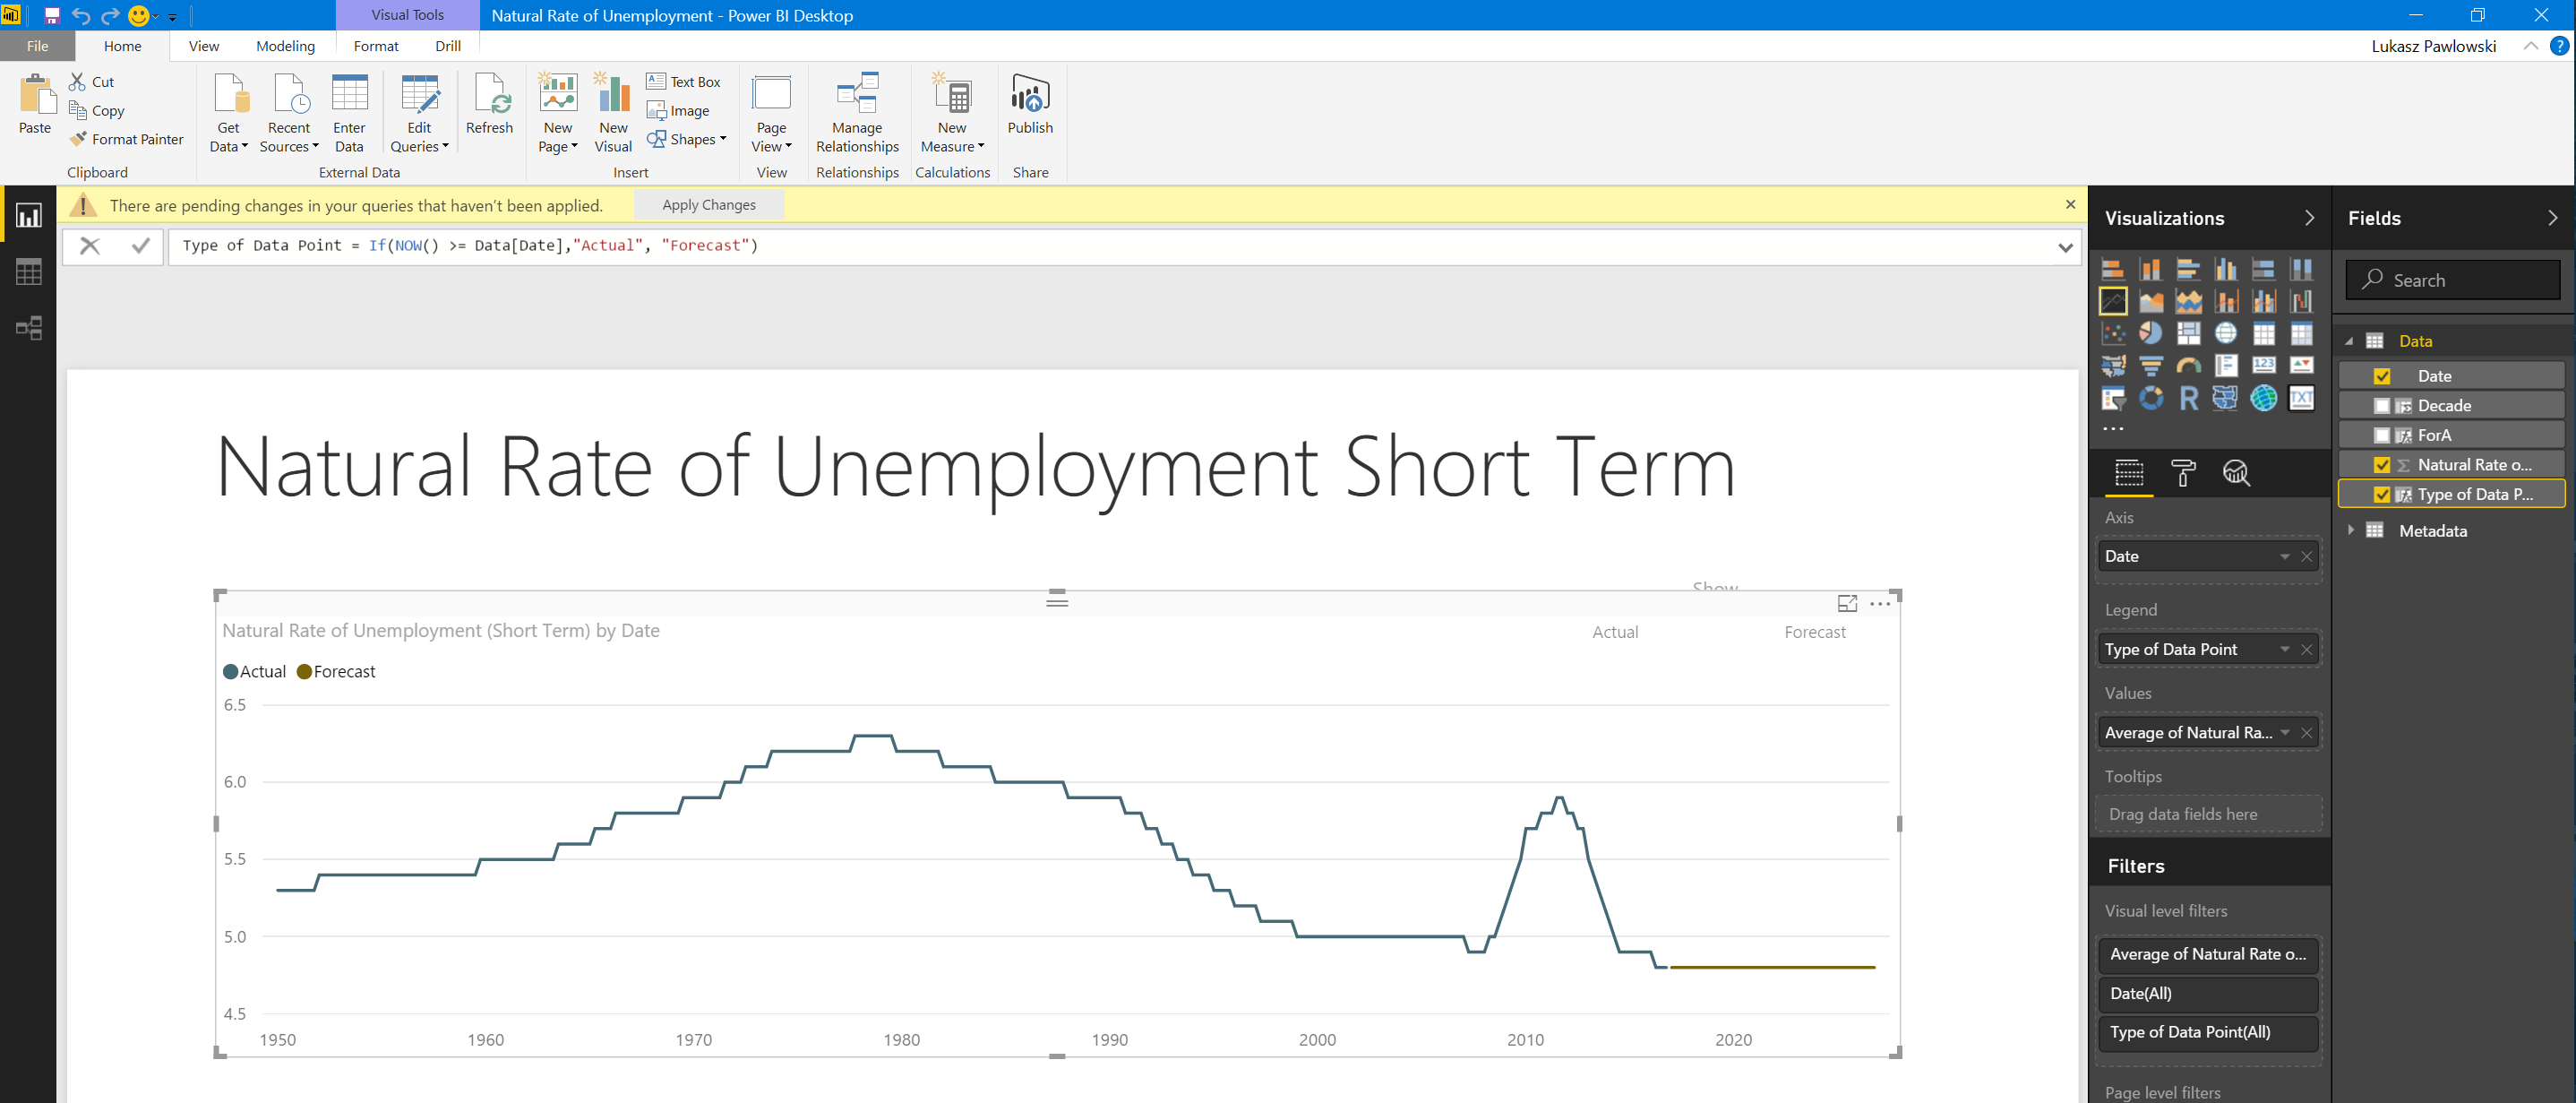 Visual Tools
Natural Rate of Unemployment - Power BI Desktop
File
Home
View
Modeling
Format
Drill
Lukasz Pawlowski
?
Paste
Cut
Copy
Format Painter
Clipboard
Get Data
Recent Sources
Enter Data
Edit Queries
Refresh
External Data
New Page
New Visual
Text Box
Image
Shapes
Insert
Page View
View
Manage Relationships
Relationships
New Measure
Calculations
Publish
Share
There are pending changes in your queries that haven't been applied.
Apply Changes
Type of Data Point = If(NOW() >= Data[Date],"Actual", "Forecast")
Natural Rate of Unemployment Short Term
Show
Natural Rate of Unemployment (Short Term) by Date
Actual
Forecast
Actual
Forecast
6.5
6.0
5.5
5.0
4.5
1950
1960
1970
1980
1990
2000
2010
2020
Visualizations
123
R
TXT
Axis
Date
Legend
Type of Data Point
Values
Average of Natural Ra...
Tooltips
Drag data fields here
Filters
Visual level filters
Average of Natural Rate o...
Date(All)
Type of Data Point(All)
Page level filters
Fields
Search
Data
Date
Decade
ForA
Natural Rate o...
Type of Data P...
Metadata